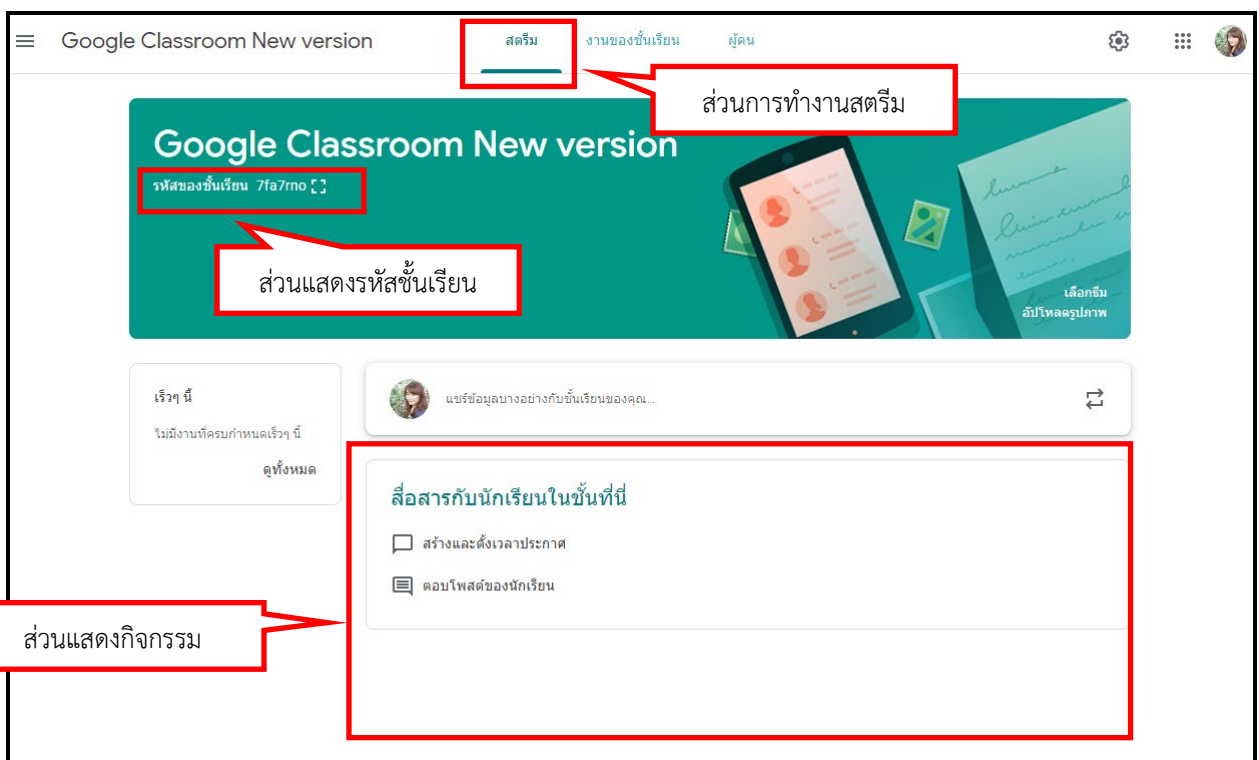 Google Classroom New version
สตรีม
งานของชั้นเรียน
ผู้คน
ส่วนการทำงานสตรีม
Google Classroom New version
รหัสของชั้นเรียน 7fa7rno
ส่วนแสดงรหัสชั้นเรียน
เลือกธีม
อัปโหลดรูปภาพ
เร็วๆ นี้
ไม่มีงานที่ครบกำหนดเร็วๆ นี้
ดูทั้งหมด
แชร์ข้อมูลบางอย่างกับชั้นเรียนของคุณ...
สื่อสารกับนักเรียนในชั้นที่นี่
สร้างและตั้งเวลาประกาศ
ตอบโพสต์ของนักเรียน
ส่วนแสดงกิจกรรม